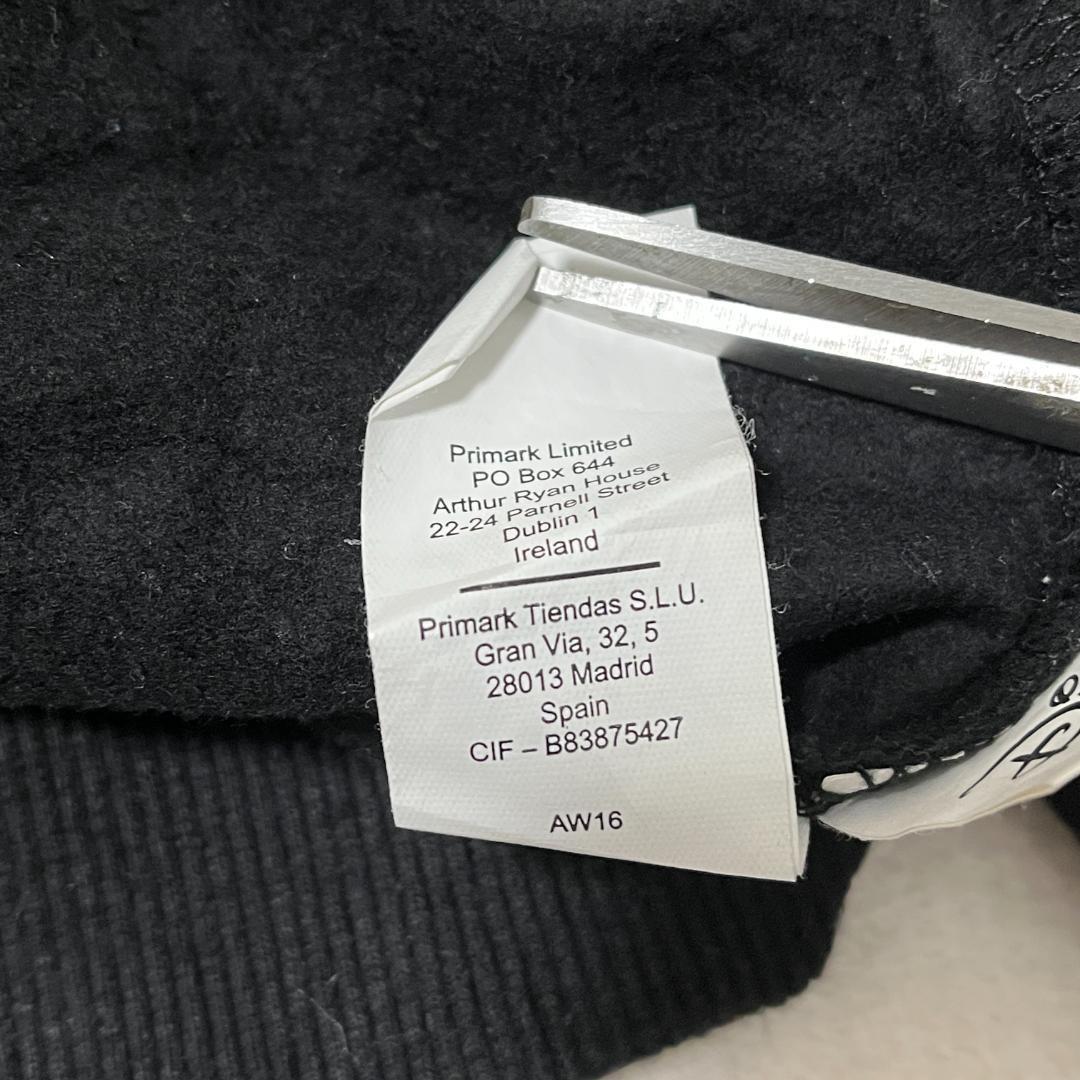 Primark Limited
PO Box 644
Arthur Ryan House
22-24 Parnell Street
Dublin 1
Ireland
Primark Tiendas S.L.U.
Gran Via, 32, 5
28013 Madrid
Spain
CIF – B83875427
AW16